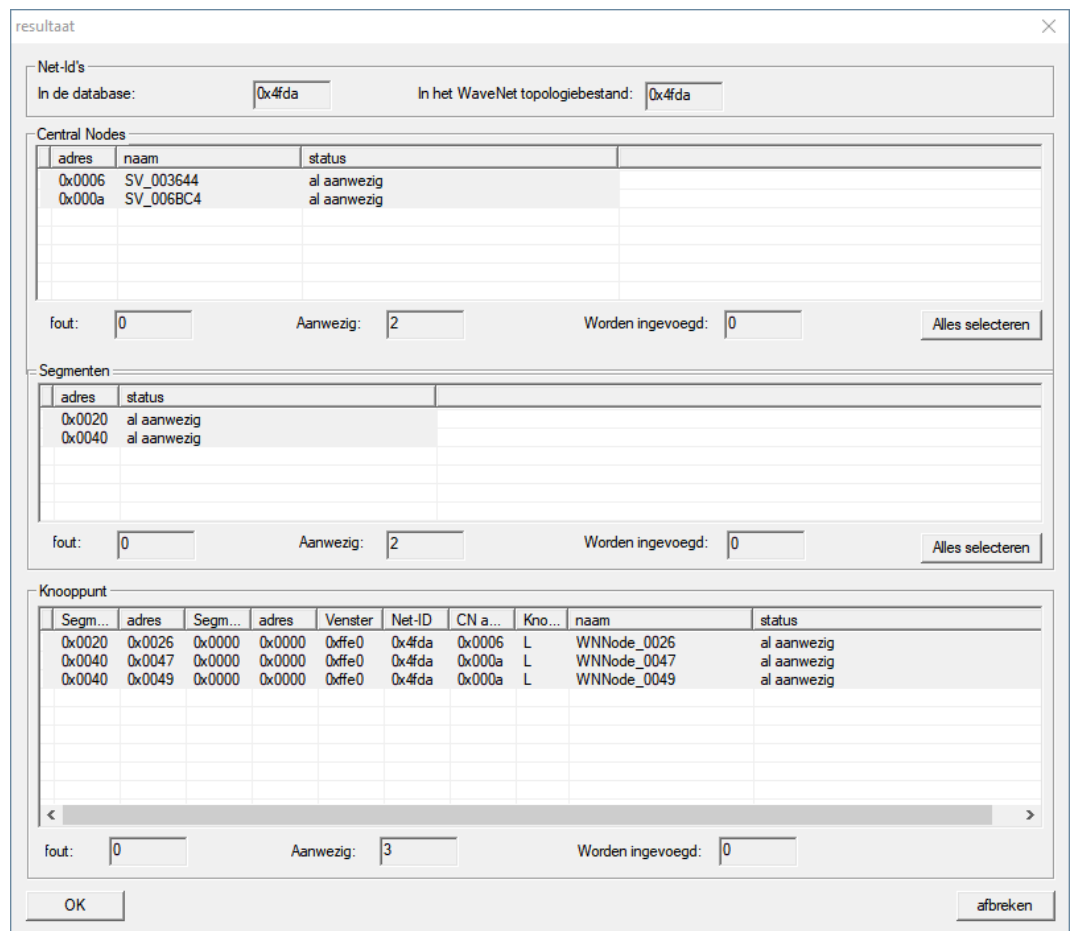 resultaat
Net-Id's
In de database: 0x4fda In het WaveNet topologiebestand: 0x4fda
Central Nodes
adres naam status
0x0006 SV_003644 al aanwezig
0x000a SV_006BC4 al aanwezig
fout: 0 Aanwezig: 2 Worden ingevoegd: 0 Alles selecteren
Segmenten
adres status
0x0020 al aanwezig
0x0040 al aanwezig
fout: 0 Aanwezig: 2 Worden ingevoegd: 0 Alles selecteren
Knooppunt
Segm... adres Segm... adres Venster Net-ID CN a... Kno... naam status
0x0020 0x0026 0x0000 0x0000 0xffe0 0x4fda 0x0006 L WNNode_0026 al aanwezig
0x0040 0x0047 0x0000 0x0000 0xffe0 0x4fda 0x000a L WNNode_0047 al aanwezig
0x0040 0x0049 0x0000 0x0000 0xffe0 0x4fda 0x000a L WNNode_0049 al aanwezig
fout: 0 Aanwezig: 3 Worden ingevoegd: 0
OK afbreken